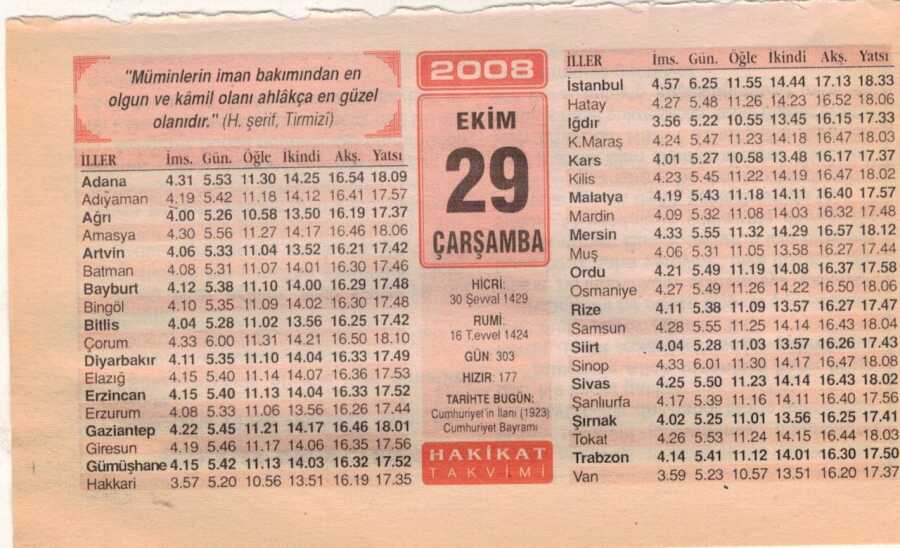 "Müminlerin iman bakımından en
olgun ve kâmil olanı ahlâkça en güzel
olanıdır." (H. şerif, Tirmizî)
İLLER İms. Gün. Öğle İkindi Akş. Yatsı
Adana 4.31 5.53 11.30 14.25 16.54 18.09
Adıyaman 4.19 5.42 11.18 14.12 16.41 17.57
Ağrı 4.00 5.26 10.58 13.50 16.19 17.37
Amasya 4.30 5.56 11.27 14.17 16.46 18.06
Artvin 4.06 5.33 11.04 13.52 16.21 17.42
Batman 4.08 5.31 11.07 14.01 16.30 17.46
Bayburt 4.12 5.38 11.10 14.00 16.29 17.48
Bingöl 4.10 5.35 11.09 14.02 16.30 17.48
Bitlis 4.04 5.28 11.02 13.56 16.25 17.42
Çorum 4.33 6.00 11.31 14.21 16.50 18.10
Diyarbakır 4.11 5.35 11.10 14.04 16.33 17.49
Elazığ 4.15 5.40 11.14 14.07 16.36 17.53
Erzincan 4.15 5.40 11.13 14.04 16.33 17.52
Erzurum 4.08 5.33 11.06 13.56 16.26 17.44
Gaziantep 4.22 5.45 11.21 14.17 16.46 18.01
Giresun 4.19 5.46 11.17 14.06 16.35 17.56
Gümüşhane 4.15 5.42 11.13 14.03 16.32 17.52
Hakkari 3.57 5.20 10.56 13.51 16.19 17.35
2008
EKİM
29
ÇARŞAMBA
HİCRİ:
30 Şevval 1429
RUMİ:
16 T.evvel 1424
GÜN: 303
HIZIR: 177
TARİHTE BUGÜN:
Cumhuriyet'in İlanı (1923)
Cumhuriyet Bayramı
HAKİKAT
TAKVİMİ
İLLER İms. Gün. Öğle İkindi Akş. Yatsı
İstanbul 4.57 6.25 11.55 14.44 17.13 18.33
Hatay 4.27 5.48 11.26 14.23 16.52 18.06
Iğdır 3.56 5.22 10.55 13.45 16.15 17.33
K.Maraş 4.24 5.47 11.23 14.18 16.47 18.03
Kars 4.01 5.27 10.58 13.48 16.17 17.37
Kilis 4.23 5.45 11.22 14.19 16.47 18.02
Malatya 4.19 5.43 11.18 14.11 16.40 17.57
Mardin 4.09 5.32 11.08 14.03 16.32 17.48
Mersin 4.33 5.55 11.32 14.29 16.57 18.12
Muş 4.06 5.31 11.05 13.58 16.27 17.44
Ordu 4.21 5.49 11.19 14.08 16.37 17.58
Osmaniye 4.27 5.49 11.26 14.22 16.50 18.06
Rize 4.11 5.38 11.09 13.57 16.27 17.47
Samsun 4.28 5.55 11.25 14.14 16.43 18.04
Siirt 4.04 5.28 11.03 13.57 16.26 17.43
Sinop 4.33 6.01 11.30 14.17 16.47 18.08
Sivas 4.25 5.50 11.23 14.14 16.43 18.02
Şanlıurfa 4.17 5.39 11.16 14.11 16.40 17.56
Şırnak 4.02 5.25 11.01 13.56 16.25 17.41
Tokat 4.26 5.53 11.24 14.15 16.44 18.03
Trabzon 4.14 5.41 11.12 14.01 16.30 17.50
Van 3.59 5.23 10.57 13.51 16.20 17.37